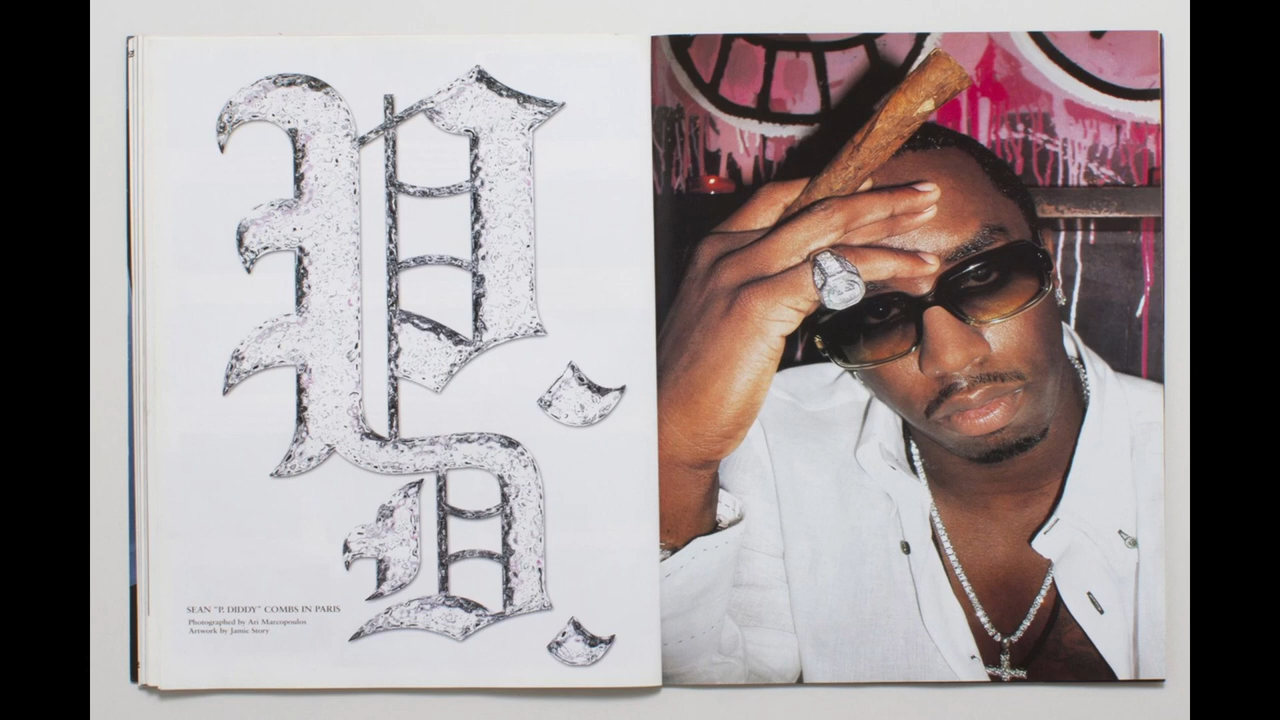 P.
D.
SEAN "P. DIDDY" COMBS IN PARIS
Photographed by Ari Marcopoulos
Artwork by Jamie Story